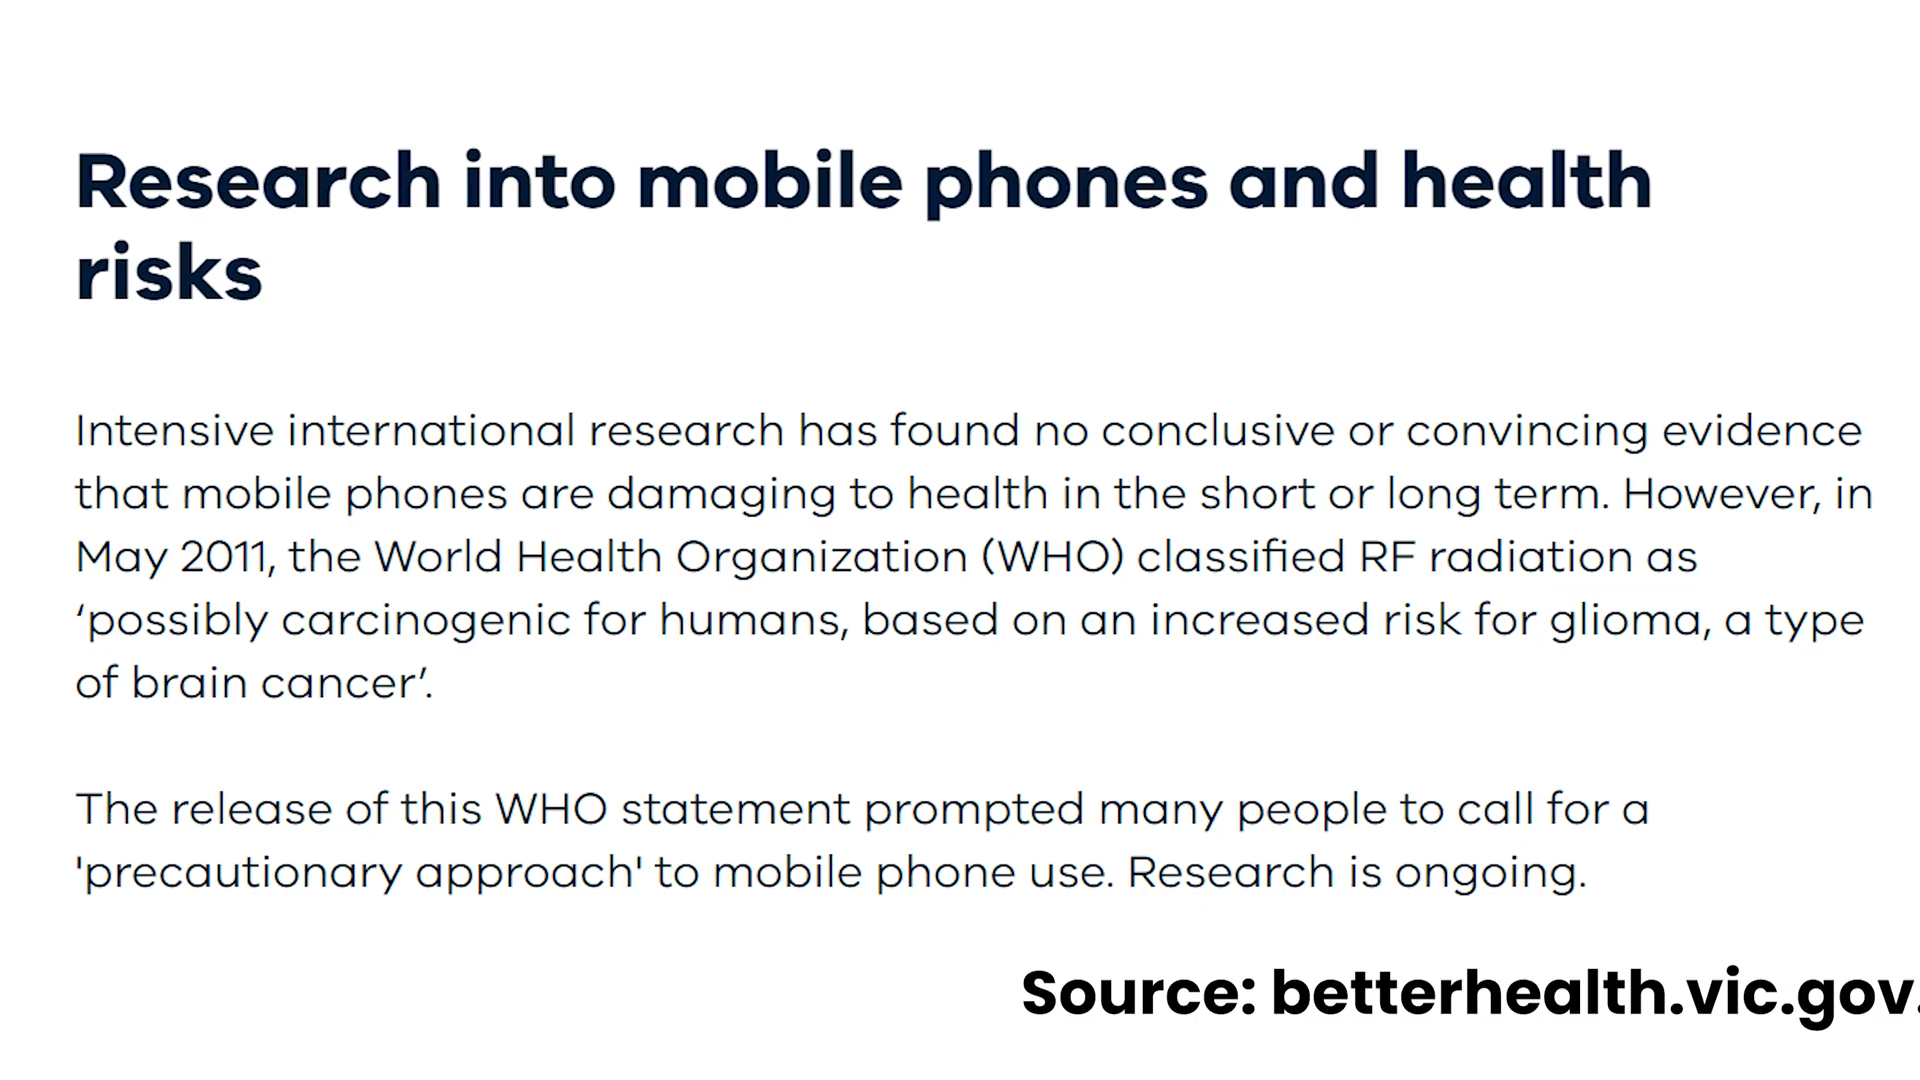 Research into mobile phones and health
risks
Intensive international research has found no conclusive or convincing evidence
that mobile phones are damaging to health in the short or long term. However, in
May 2011, the World Health Organization (WHO) classified RF radiation as
‘possibly carcinogenic for humans, based on an increased risk for glioma, a type
of brain cancer’.
The release of this WHO statement prompted many people to call for a
'precautionary approach' to mobile phone use. Research is ongoing.
Source: betterhealth.vic.gov.